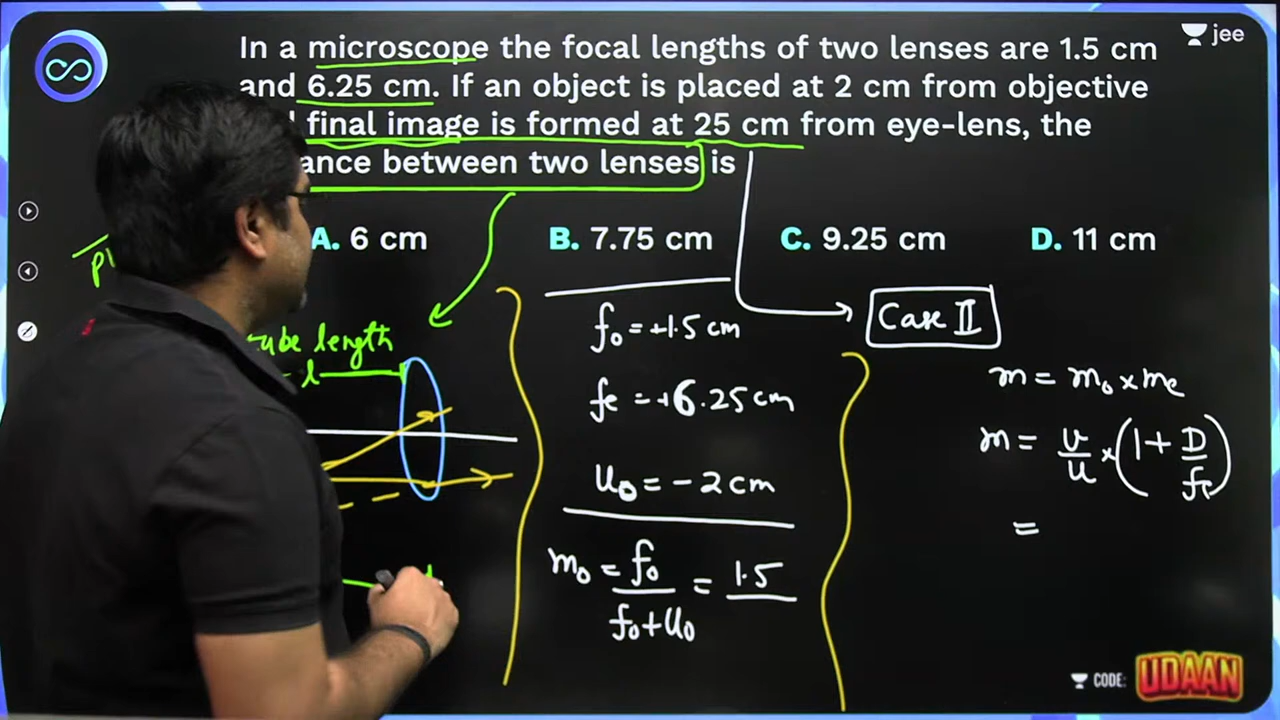 jee
In a microscope the focal lengths of two lenses are 1.5 cm
and 6.25 cm. If an object is placed at 2 cm from objective
final image is formed at 25 cm from eye-lens, the
ance between two lenses is
A. 6 cm B. 7.75 cm C. 9.25 cm D. 11 cm
tube length
l
f₀ = +1.5 cm
fe = +6.25 cm
u₀ = -2 cm
m₀ = f₀/(f₀+u₀) = 1.5
Case II
m = m₀ × me
m = v/u × (1 + D/fe)
=
CODE: UDAAN